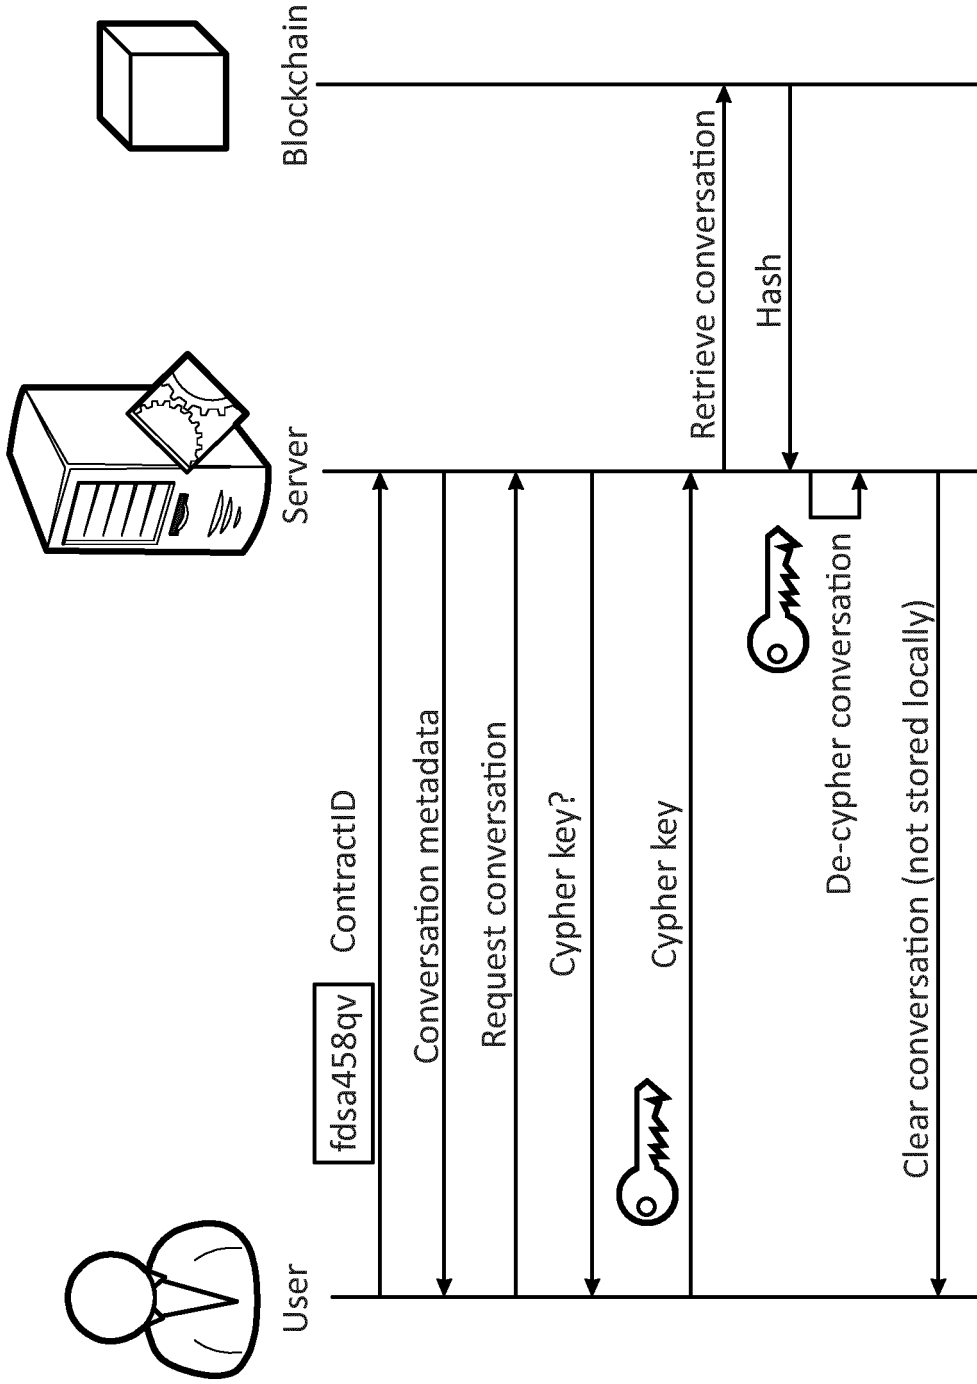 User
Server
Blockchain
fdsa458qv
ContractID
Conversation metadata
Request conversation
Cypher key?
Cypher key
Retrieve conversation
Hash
De-cypher conversation
Clear conversation (not stored locally)